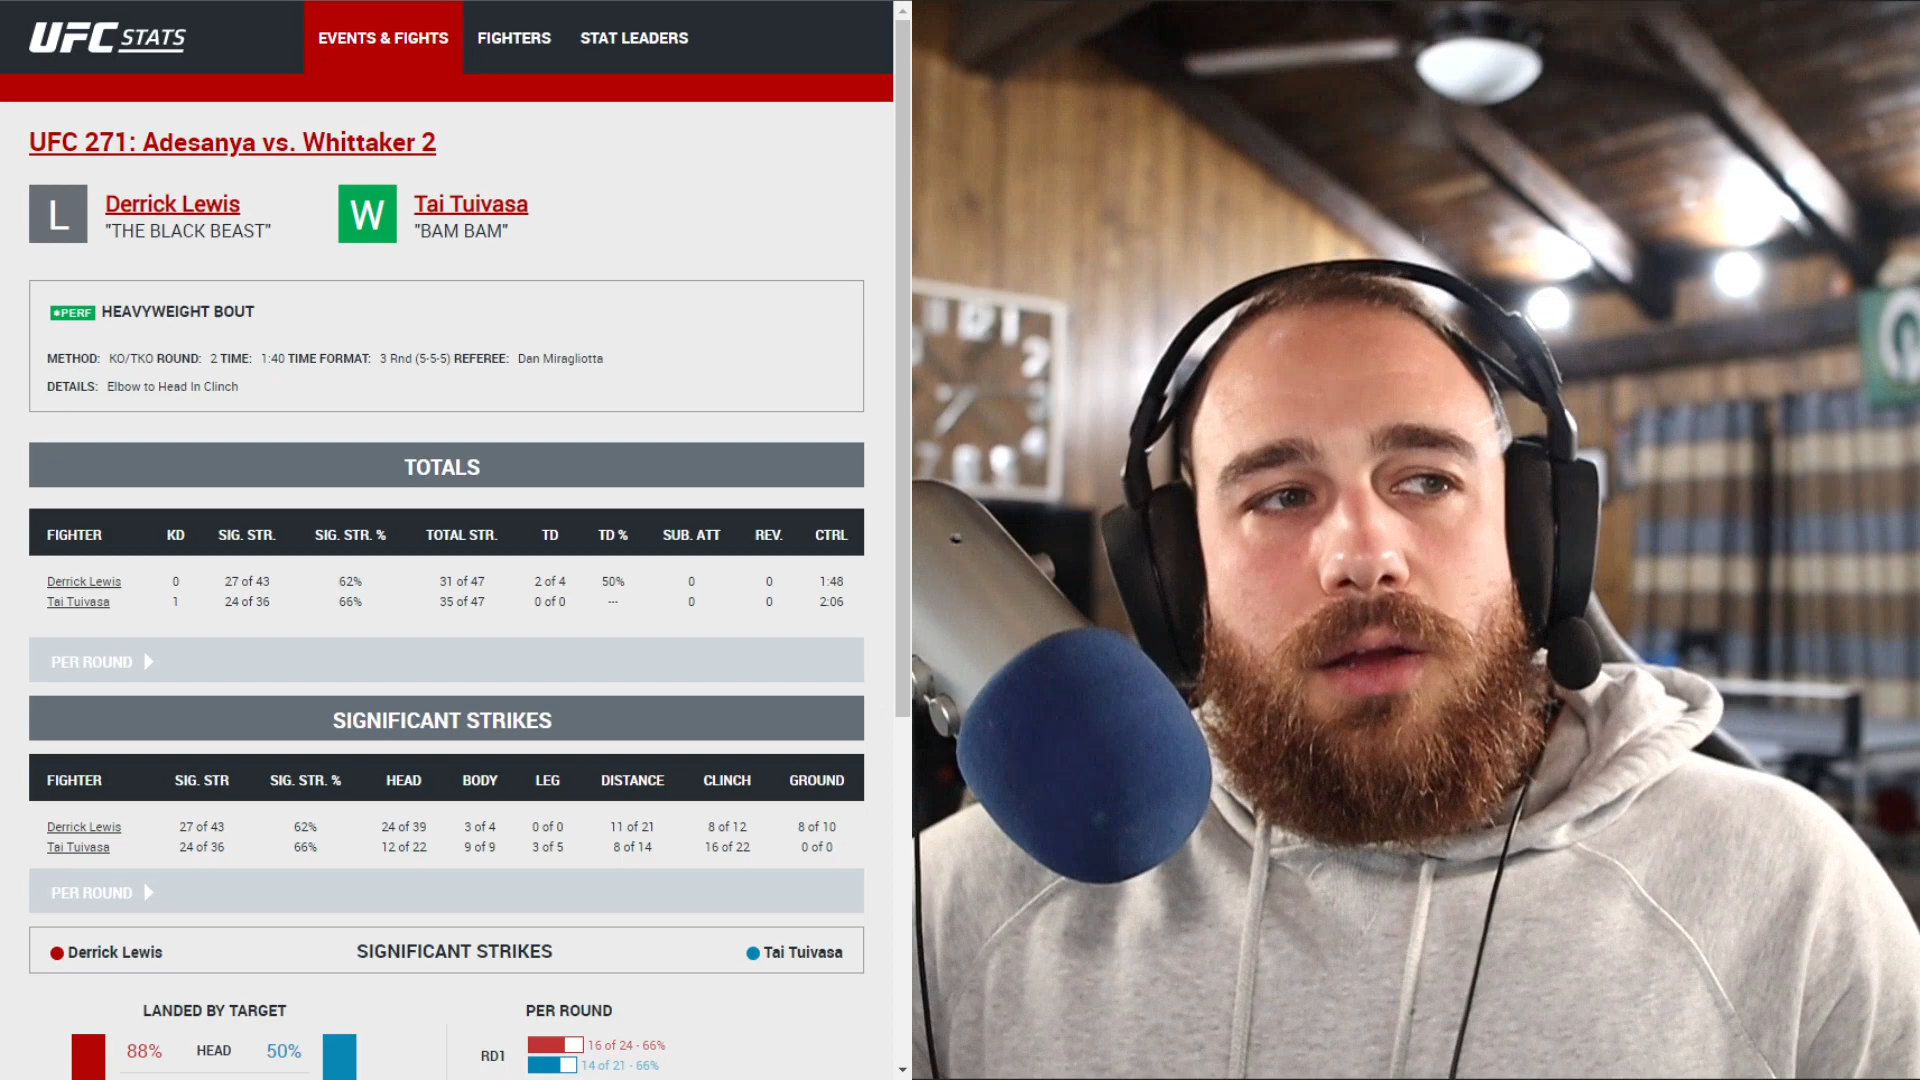 UFC STATS
EVENTS & FIGHTS FIGHTERS STAT LEADERS
UFC 271: Adesanya vs. Whittaker 2
L Derrick Lewis W Tai Tuivasa
"THE BLACK BEAST" "BAM BAM"
PERF HEAVYWEIGHT BOUT
METHOD: KO/TKO ROUND: 2 TIME: 1:40 TIME FORMAT: 3 Rnd (5-5-5) REFEREE: Dan Miragliotta
DETAILS: Elbow to Head In Clinch
TOTALS
FIGHTER KD SIG. STR. SIG. STR. % TOTAL STR. TD TD % SUB. ATT REV. CTRL
Derrick Lewis 0 27 of 43 62% 31 of 47 2 of 4 50% 0 0 1:48
Tai Tuivasa 1 24 of 36 66% 35 of 47 0 of 0 --- 0 0 2:06
PER ROUND
SIGNIFICANT STRIKES
FIGHTER SIG. STR SIG. STR. % HEAD BODY LEG DISTANCE CLINCH GROUND
Derrick Lewis 27 of 43 62% 24 of 39 3 of 4 0 of 0 11 of 21 8 of 12 8 of 10
Tai Tuivasa 24 of 36 66% 12 of 22 9 of 9 3 of 5 8 of 14 16 of 22 0 of 0
PER ROUND
Derrick Lewis SIGNIFICANT STRIKES Tai Tuivasa
LANDED BY TARGET PER ROUND
88% HEAD 50% RD1 16 of 24 - 66%
14 of 21 - 66%